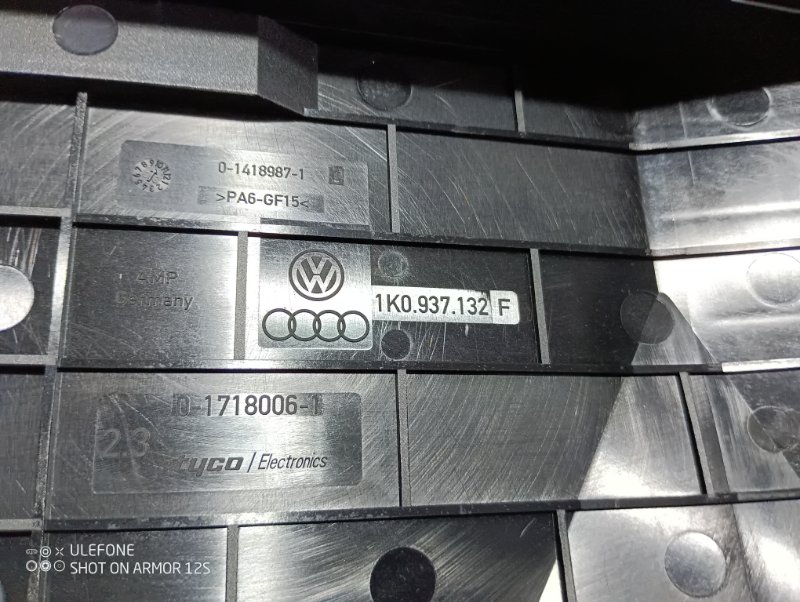 0-1418987-1
>PA6-GF15<
AMP
Germany
VW
1K0.937.132 F
0-1718006-1
2.3
tyco / Electronics
ULEFONE
SHOT ON ARMOR 12S